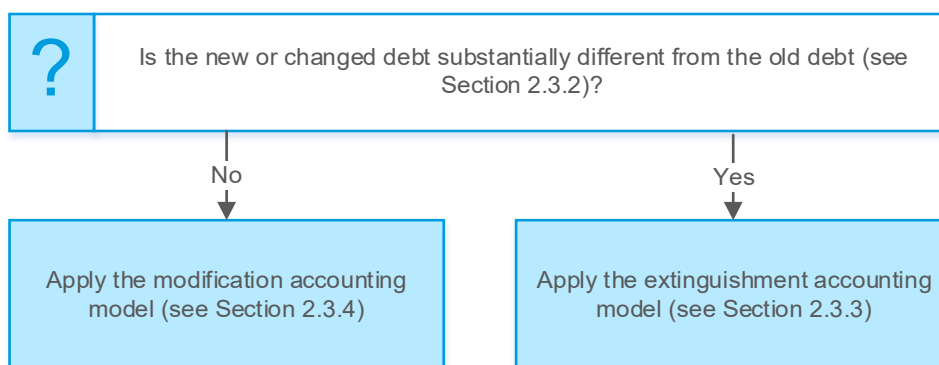 ?
Is the new or changed debt substantially different from the old debt (see
Section 2.3.2)?
No
Yes
Apply the modification accounting
model (see Section 2.3.4)
Apply the extinguishment accounting
model (see Section 2.3.3)